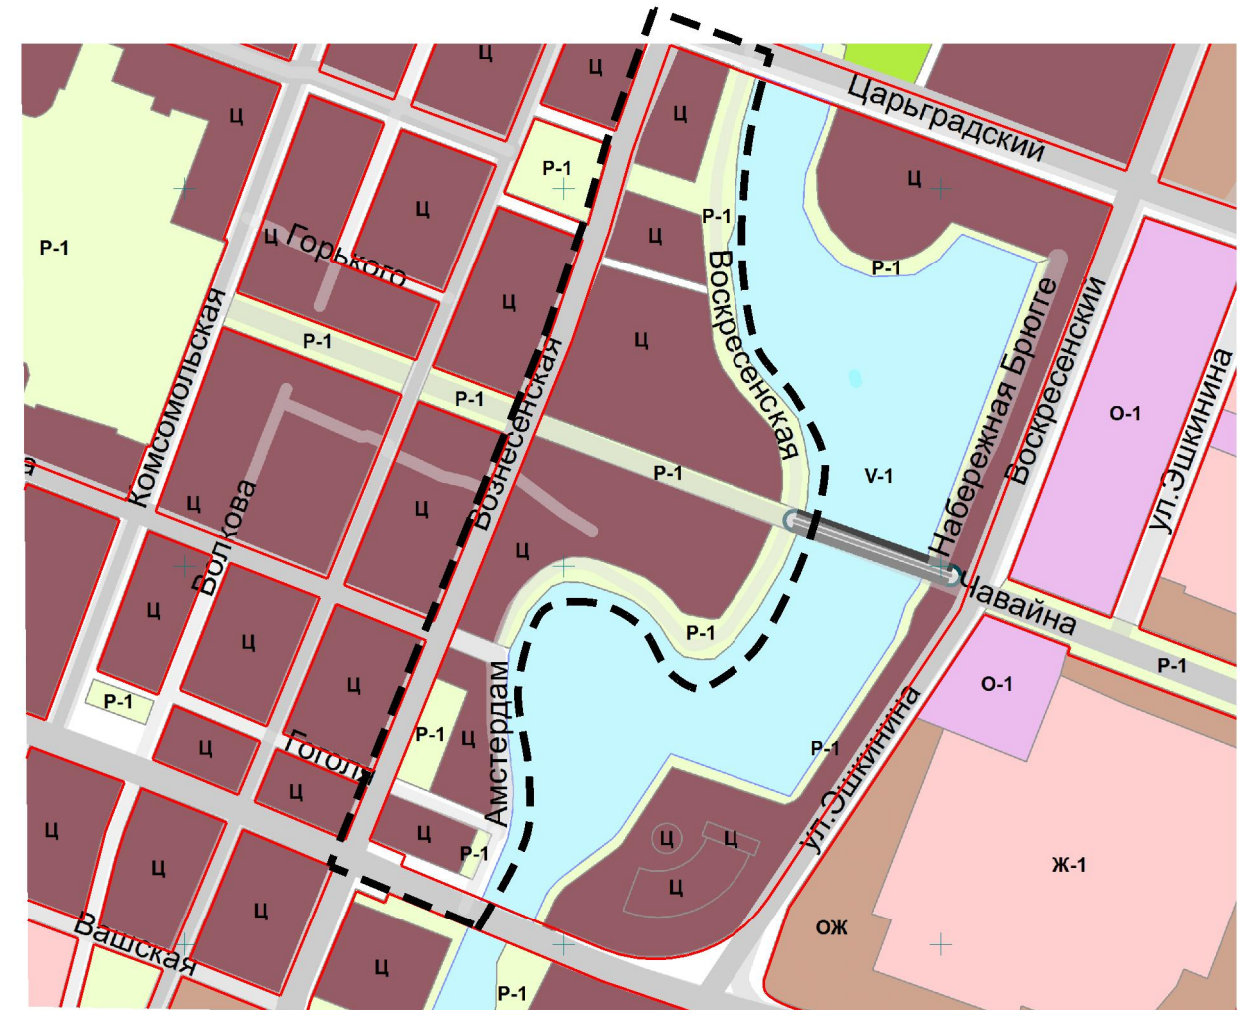 Ц
Ц
Царьградский
Ц
Ц
Р-1
Ц
Ц
Р-1
Ц
Горького
Ц
Р-1
Р-1
Воскресенская
Набережная Брюгге
Воскресенский
Комсомольская
Ц
Р-1
Ц
Вознесенская
ул.Эшкинина
Р-1
О-1
Р-1
V-1
Ц
Волкова
Ц
Ц
Чавайна
Ц
Ц
Р-1
Р-1
Ц
О-1
Р-1
Амстердам
Р-1
Ц
Ц
Гоголя
Р-1
ул.Эшкинина
Ц
Ц
Ц
Р-1
Ц
Ц
Ц
Ц
Ж-1
Ц
Вашская
ОЖ
Ц
Р-1